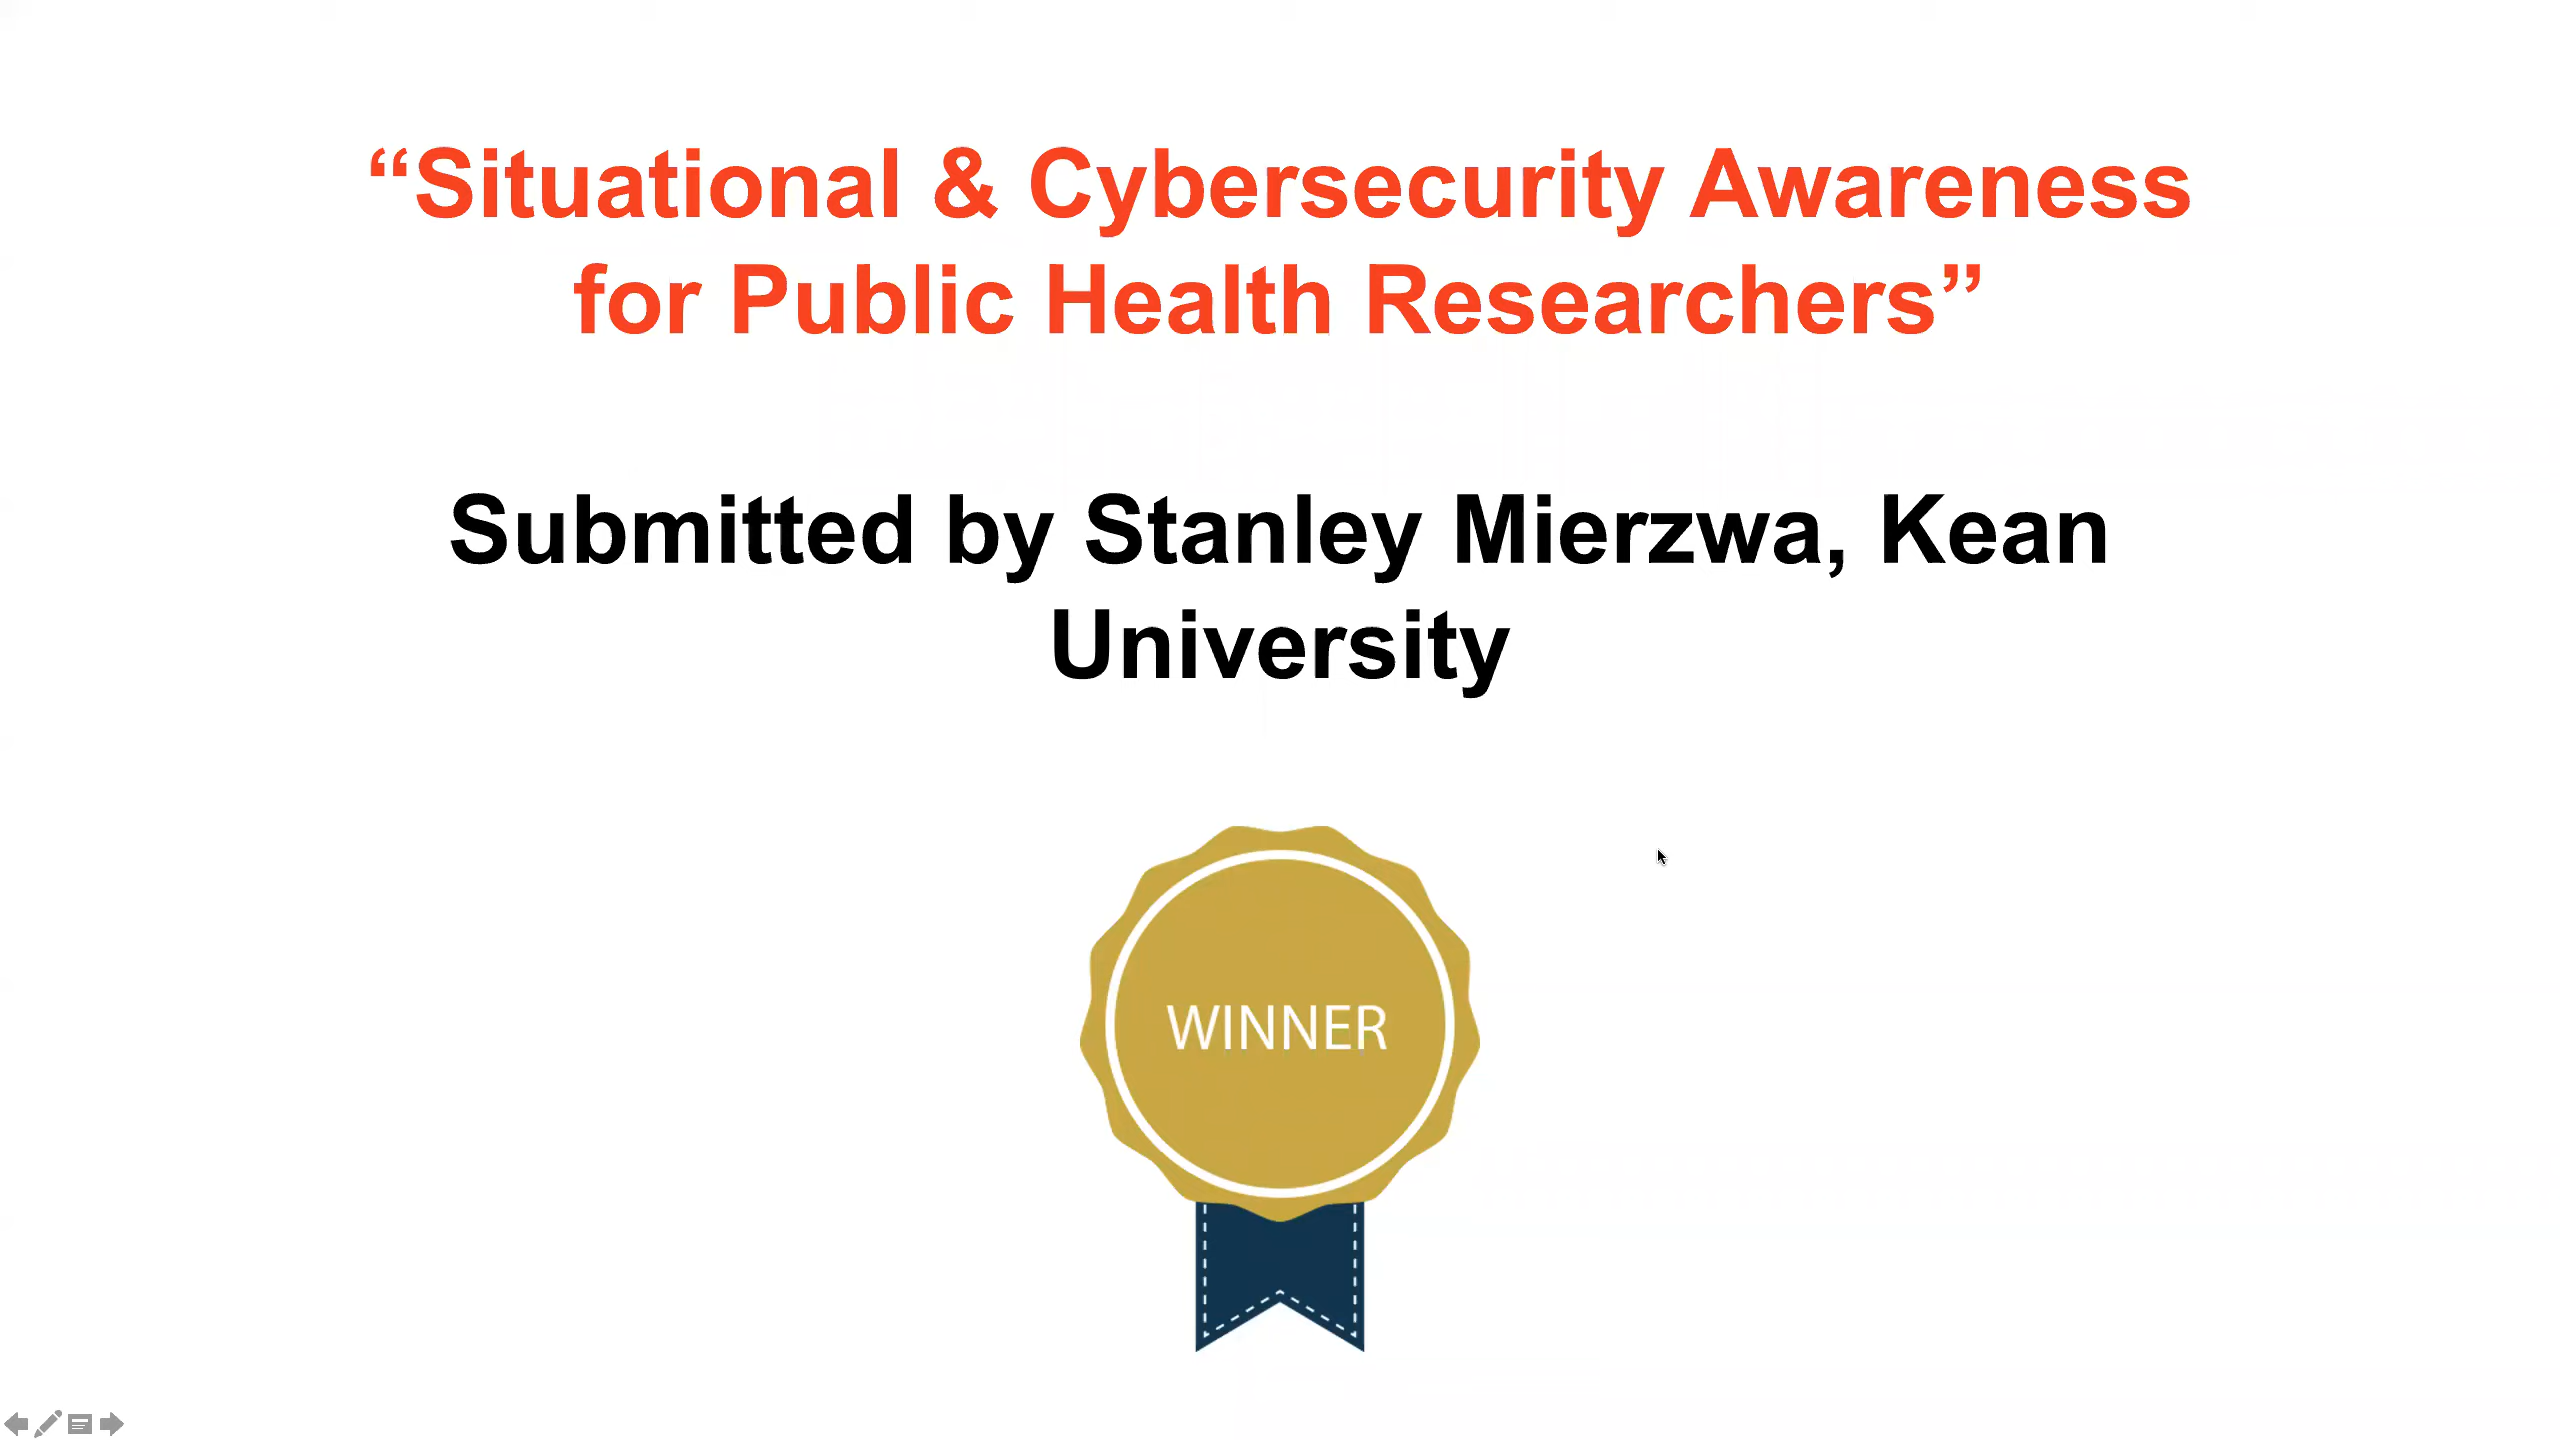 “Situational & Cybersecurity Awareness
for Public Health Researchers”
Submitted by Stanley Mierzwa, Kean
University
WINNER